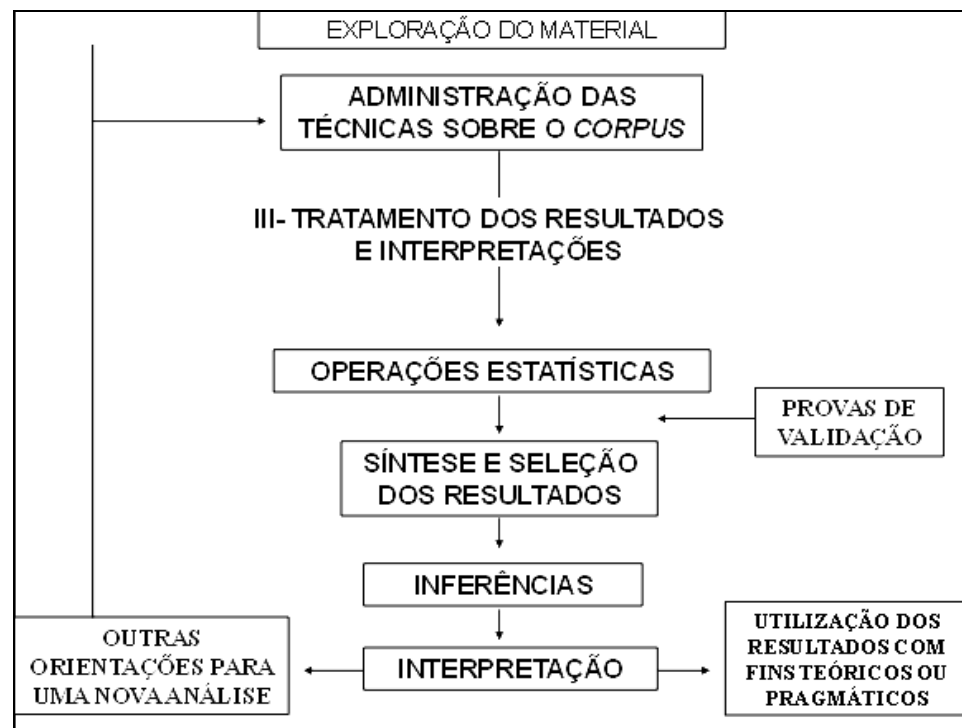 EXPLORAÇÃO DO MATERIAL
ADMINISTRAÇÃO DAS
TÉCNICAS SOBRE O CORPUS
III- TRATAMENTO DOS RESULTADOS
E INTERPRETAÇÕES
OPERAÇÕES ESTATÍSTICAS
PROVAS DE
VALIDAÇÃO
SÍNTESE E SELEÇÃO
DOS RESULTADOS
INFERÊNCIAS
OUTRAS
ORIENTAÇÕES PARA
UMA NOVA ANÁLISE
INTERPRETAÇÃO
UTILIZAÇÃO DOS
RESULTADOS COM
FINS TEÓRICOS OU
PRAGMÁTICOS